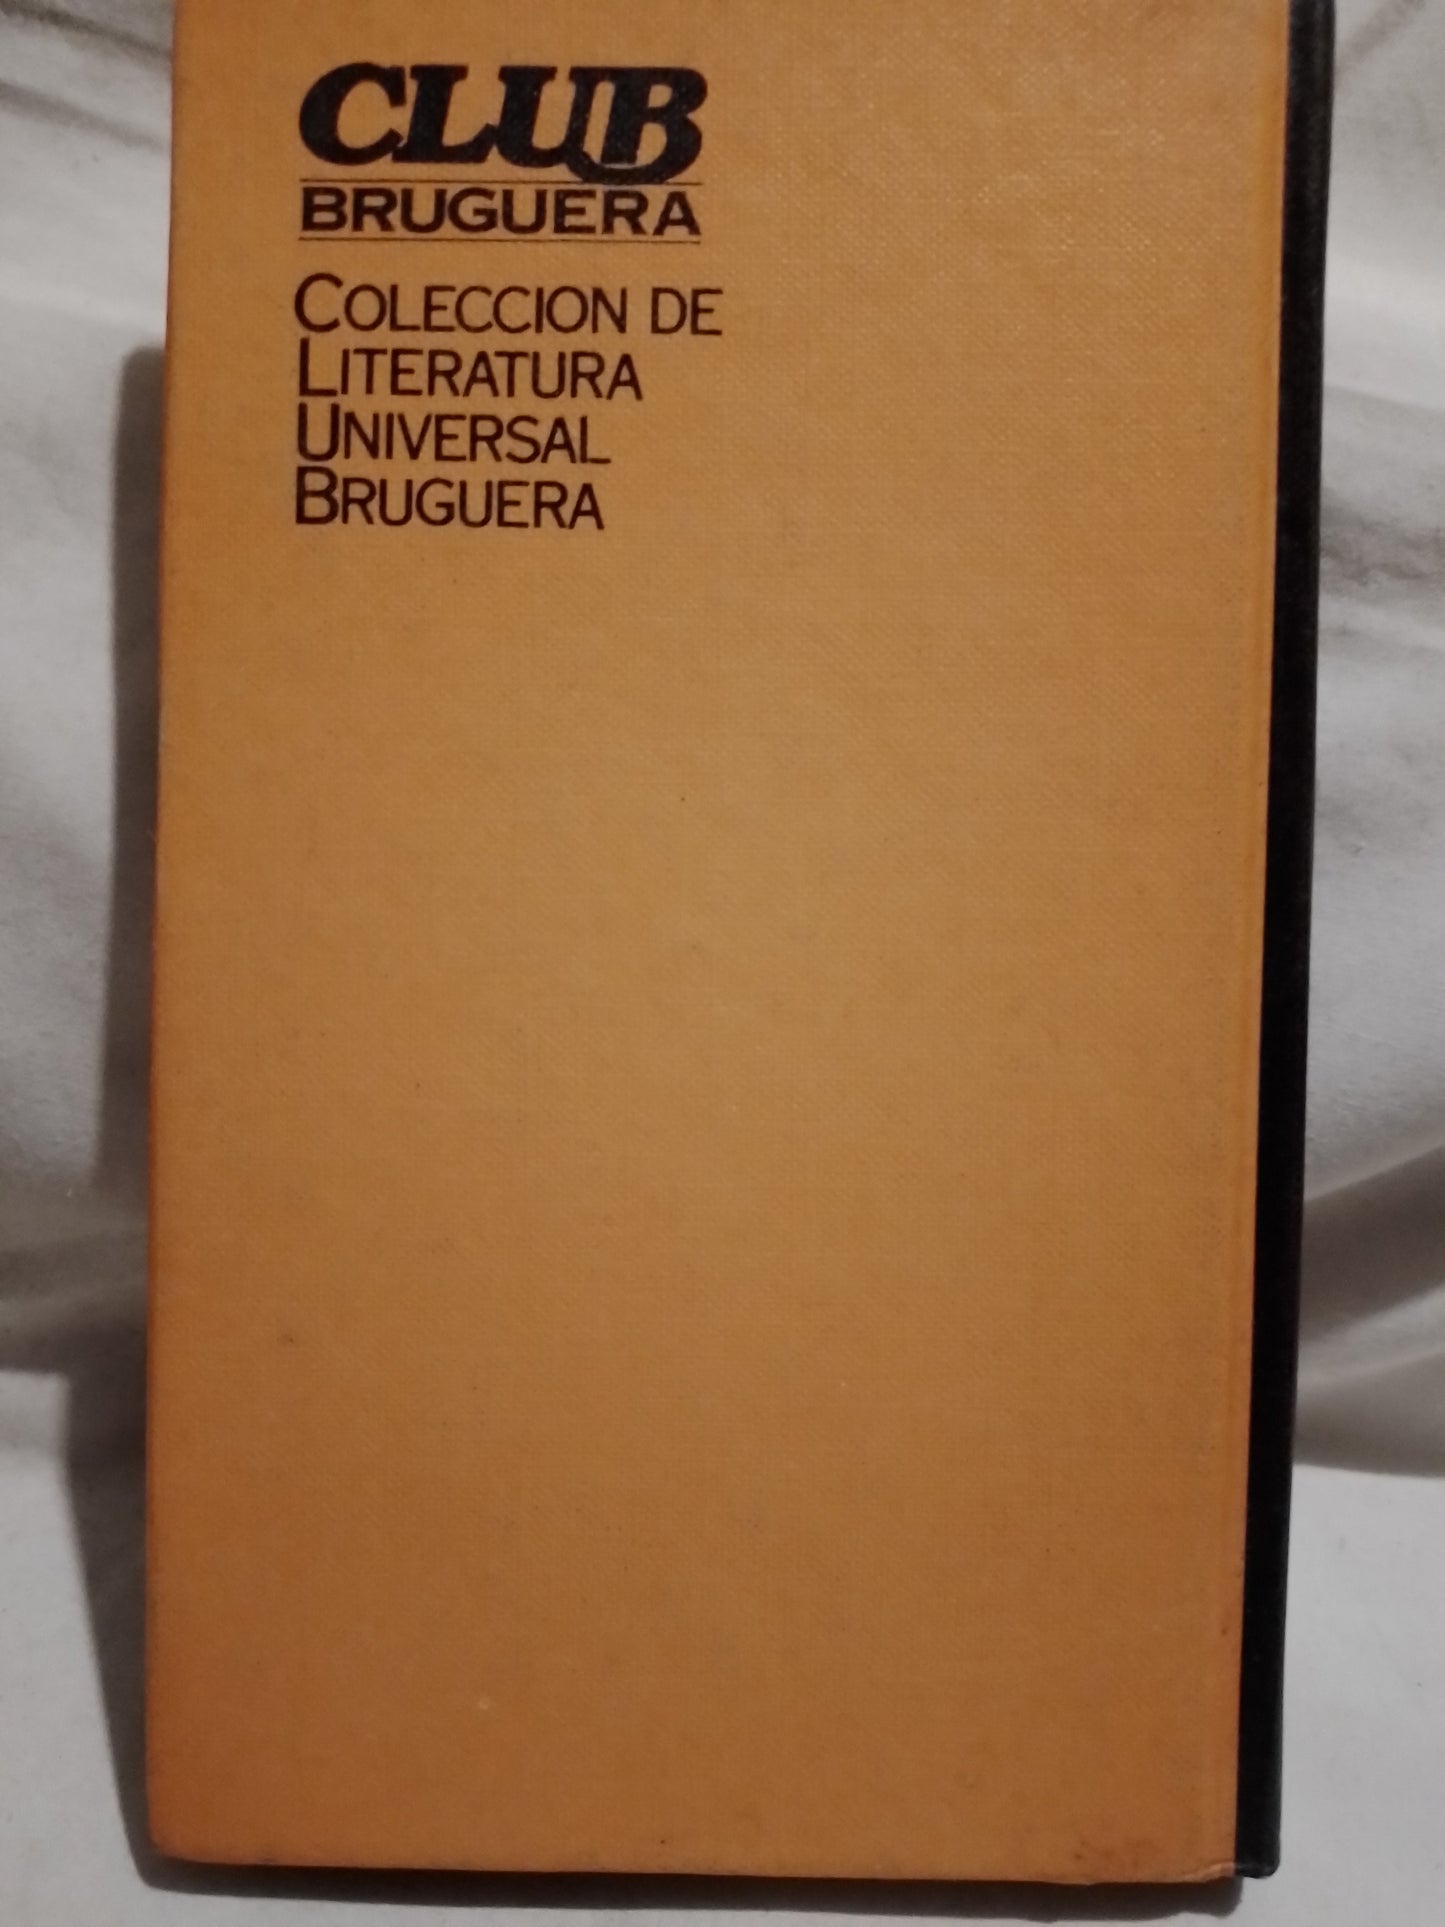 CLUB
BRUGUERA
COLECCION DE
LITERATURA
UNIVERSAL
BRUGUERA